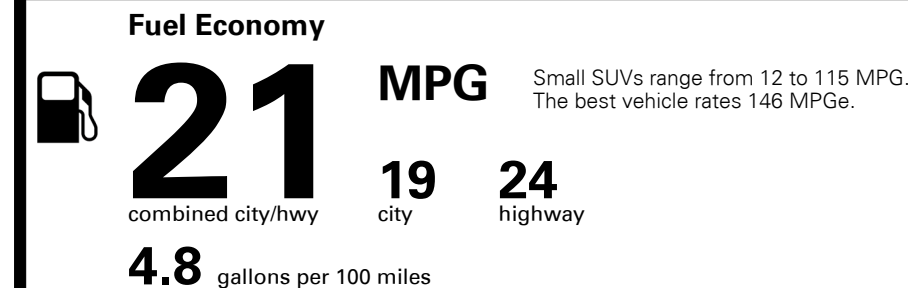 Fuel Economy
21 MPG
Small SUVs range from 12 to 115 MPG.
The best vehicle rates 146 MPGe.
combined city/hwy
19
city
24
highway
4.8 gallons per 100 miles